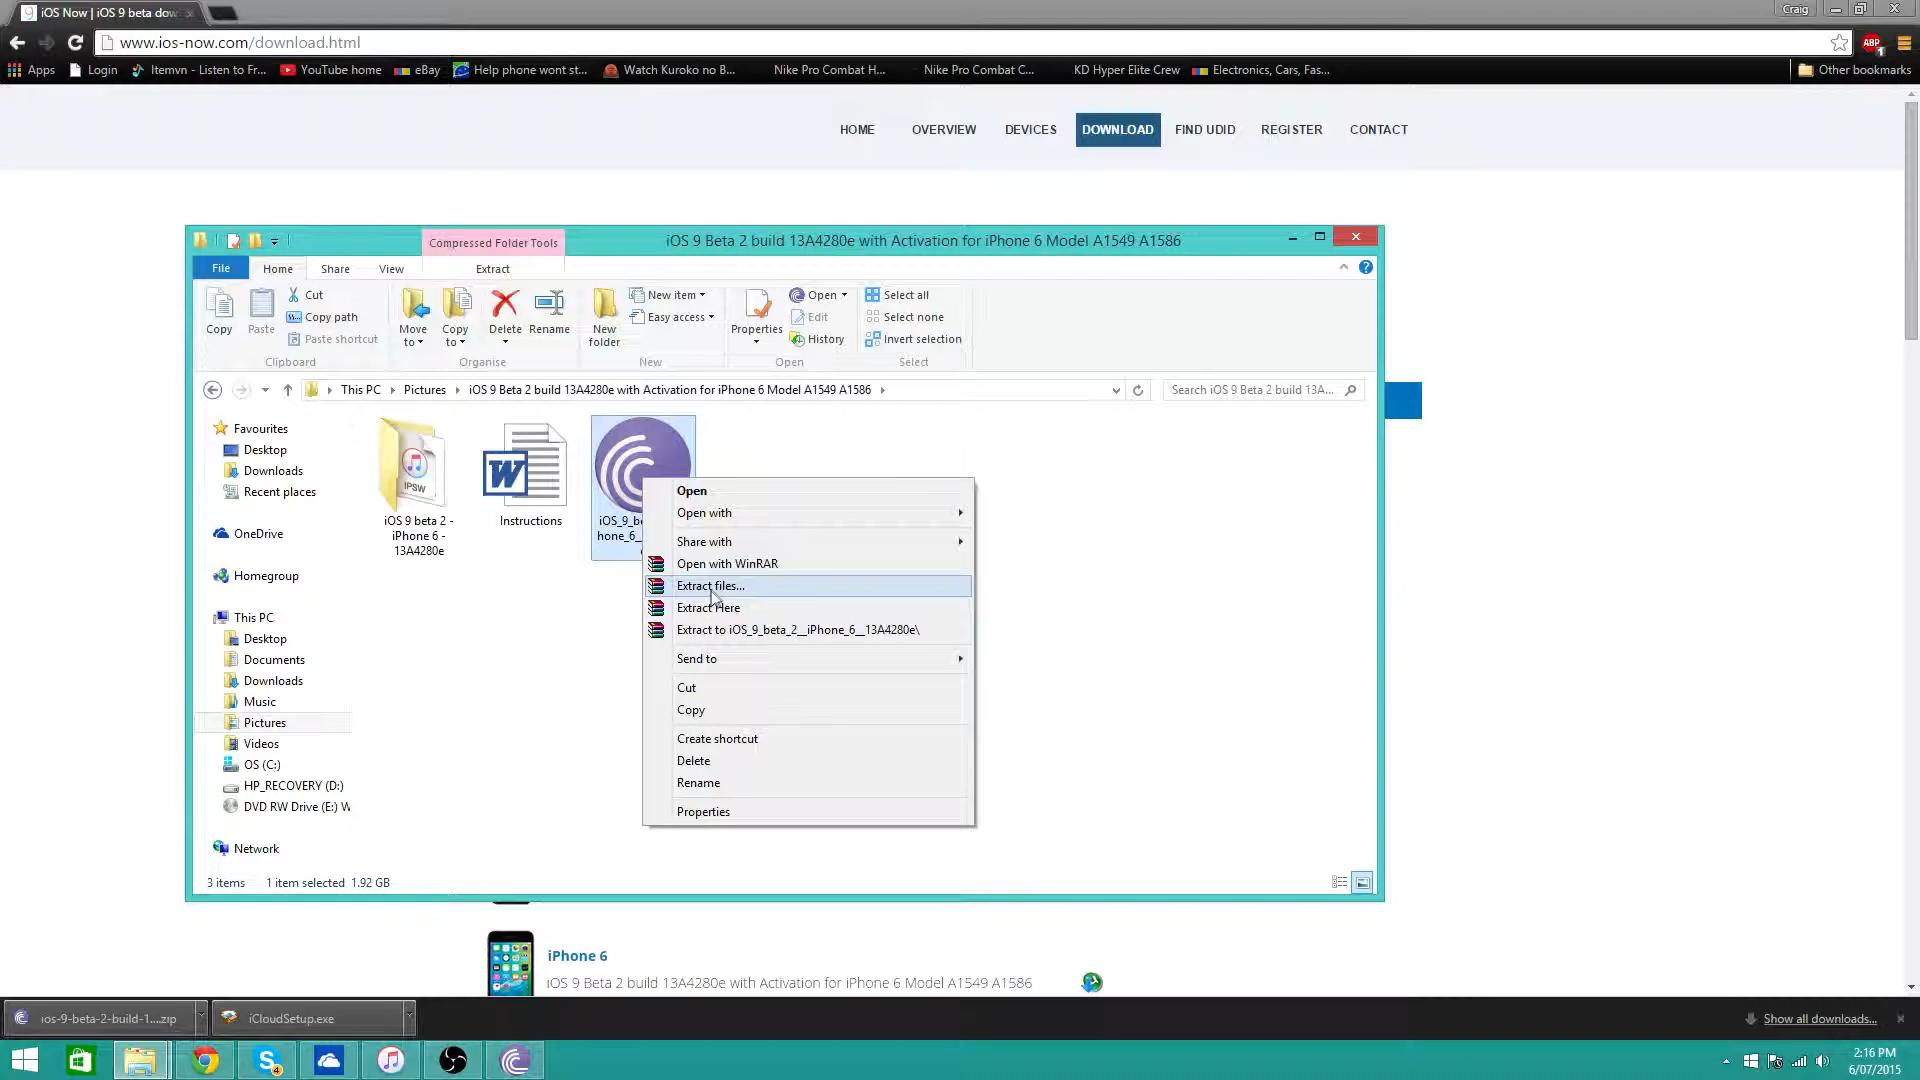 iOS Now | iOS 9 beta dow
Craig
www.ios-now.com/download.html
ABP
1
Apps
Login
Itemvn - Listen to Fr...
YouTube home
eBay
Help phone wont st...
Watch Kuroko no B...
Nike Pro Combat H...
Nike Pro Combat C...
KD Hyper Elite Crew
Electronics, Cars, Fas...
Other bookmarks
HOME
OVERVIEW
DEVICES
DOWNLOAD
FIND UDID
REGISTER
CONTACT
Compressed Folder Tools
iOS 9 Beta 2 build 13A4280e with Activation for iPhone 6 Model A1549 A1586
File
Home
Share
View
Extract
Copy
Paste
Cut
Copy path
Paste shortcut
Clipboard
Move to
Copy to
Delete
Rename
Organise
New folder
New item
Easy access
New
Properties
Open
Edit
History
Open
Select all
Select none
Invert selection
Select
This PC
Pictures
iOS 9 Beta 2 build 13A4280e with Activation for iPhone 6 Model A1549 A1586
Search iOS 9 Beta 2 build 13A...
Favourites
Desktop
Downloads
Recent places
OneDrive
Homegroup
This PC
Desktop
Documents
Downloads
Music
Pictures
Videos
OS (C:)
HP_RECOVERY (D:)
DVD RW Drive (E:) W
Network
IPSW
iOS 9 beta 2 -
iPhone 6 -
13A4280e
W
Instructions
iOS_9_be
hone_6_
Open
Open with
Share with
Open with WinRAR
Extract files...
Extract Here
Extract to iOS_9_beta_2__iPhone_6__13A4280e\
Send to
Cut
Copy
Create shortcut
Delete
Rename
Properties
3 items
1 item selected 1.92 GB
iPhone 6
iOS 9 Beta 2 build 13A4280e with Activation for iPhone 6 Model A1549 A1586
ios-9-beta-2-build-1....zip
iCloudSetup.exe
Show all downloads...
4
2:16 PM
6/07/2015